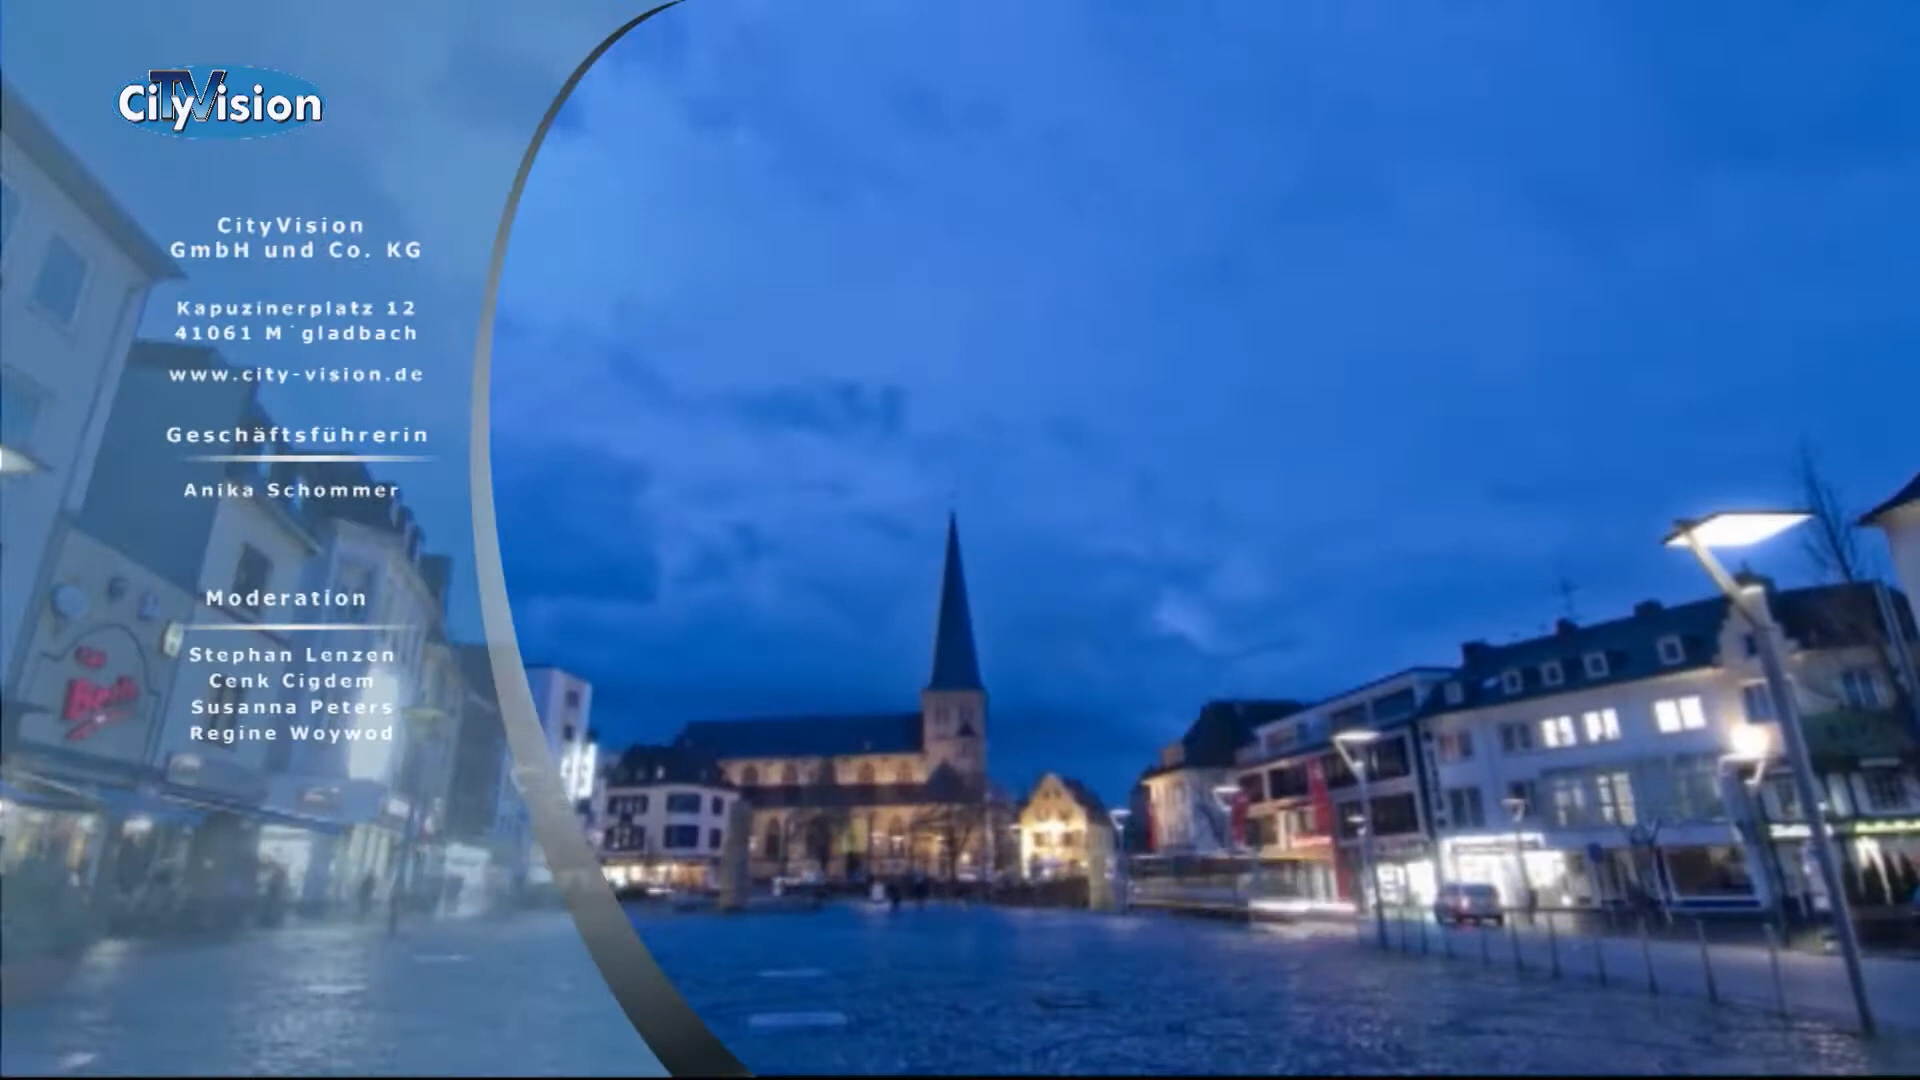 CityVision
TV
CityVision
GmbH und Co. KG
Kapuzinerplatz 12
41061 M´gladbach
www.city-vision.de
Geschäftsführerin
Anika Schommer
Moderation
Stephan Lenzen
Cenk Cigdem
Susanna Peters
Regine Woywod